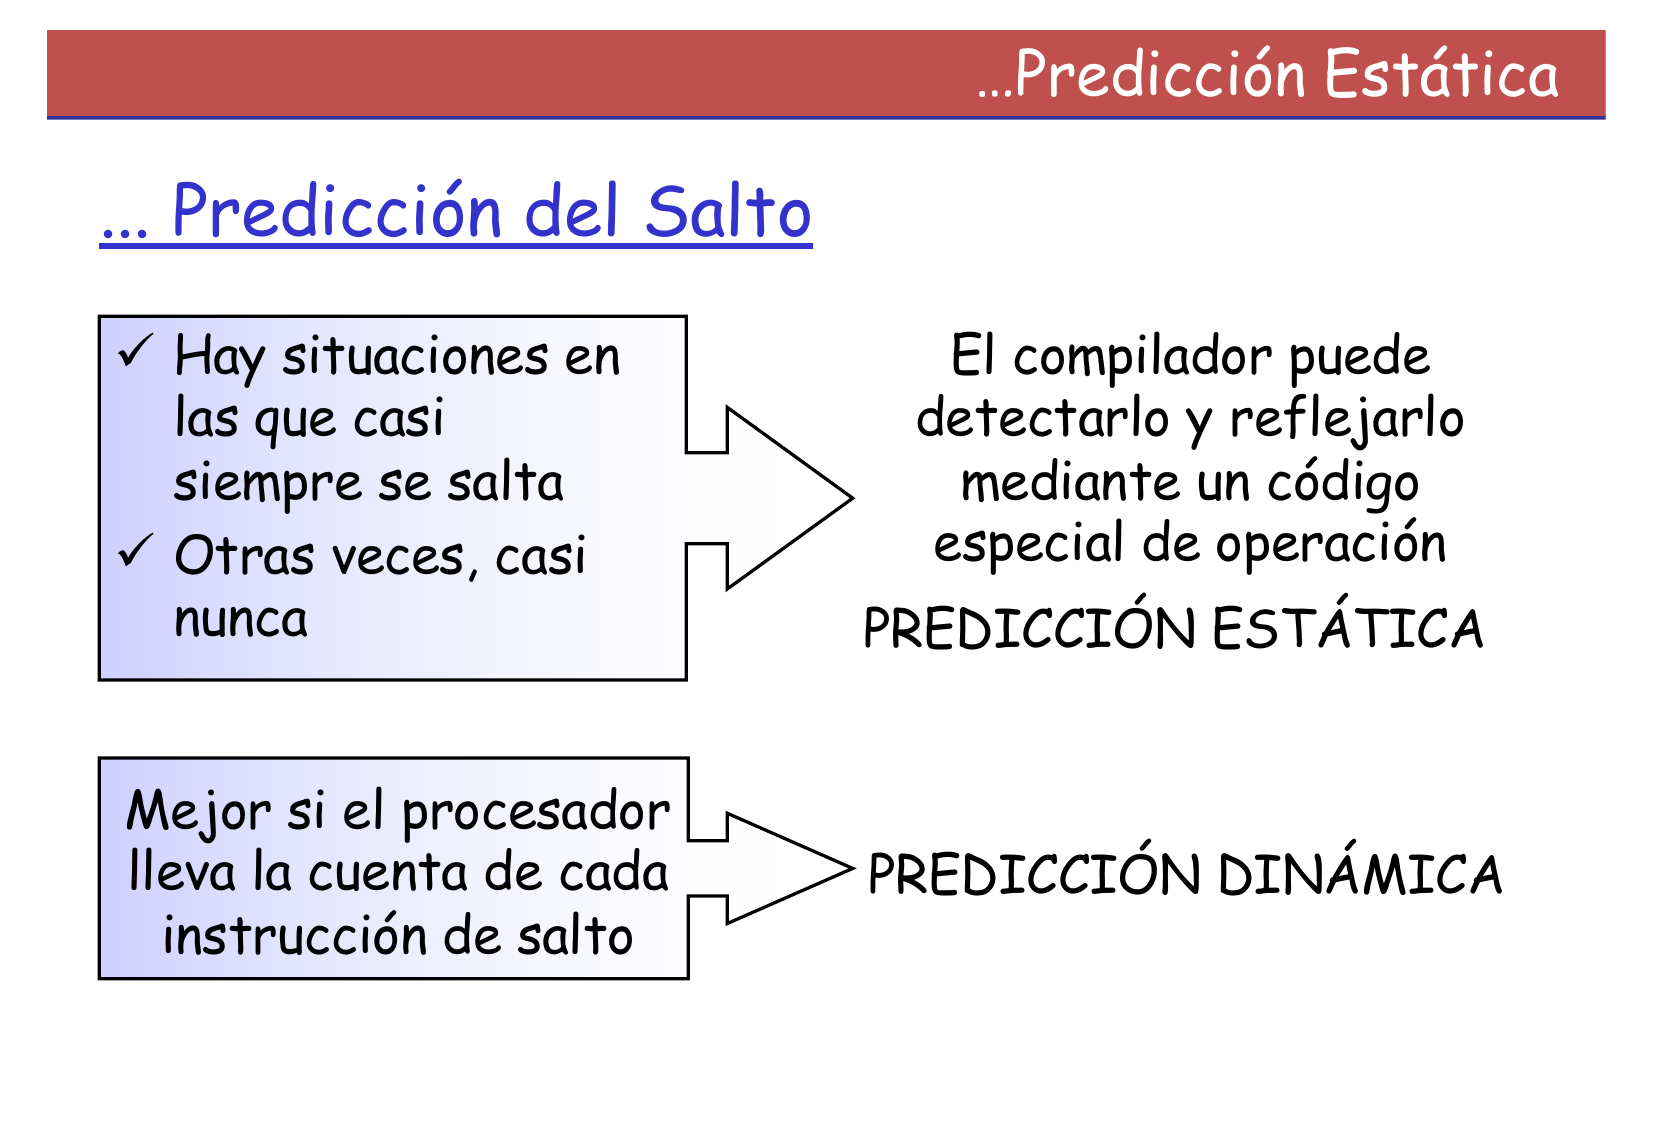 ...Predicción Estática
... Predicción del Salto
✓ Hay situaciones en
las que casi
siempre se salta
✓ Otras veces, casi
nunca
El compilador puede
detectarlo y reflejarlo
mediante un código
especial de operación
PREDICCIÓN ESTÁTICA
Mejor si el procesador
lleva la cuenta de cada
instrucción de salto
PREDICCIÓN DINÁMICA